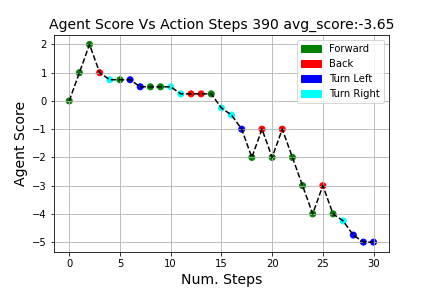 Agent Score Vs Action Steps 390 avg_score:-3.65
Agent Score
2
1
0
−1
−2
−3
−4
−5
Forward
Back
Turn Left
Turn Right
0 5 10 15 20 25 30
Num. Steps